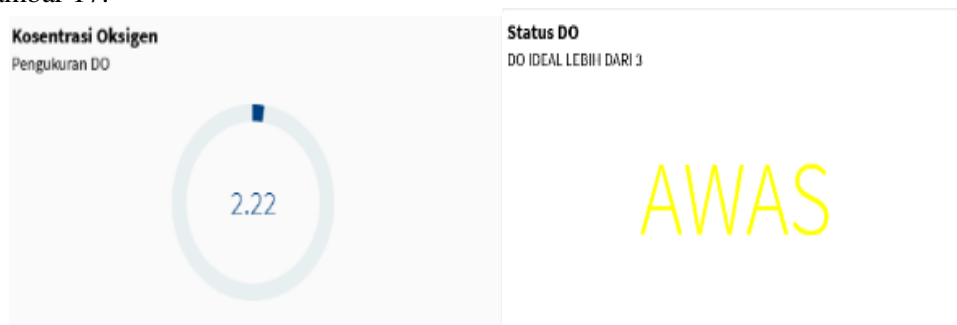 Kosentrasi Oksigen
Pengukuran DO
2.22
Status DO
DO IDEAL LEBIH DARI 3
AWAS